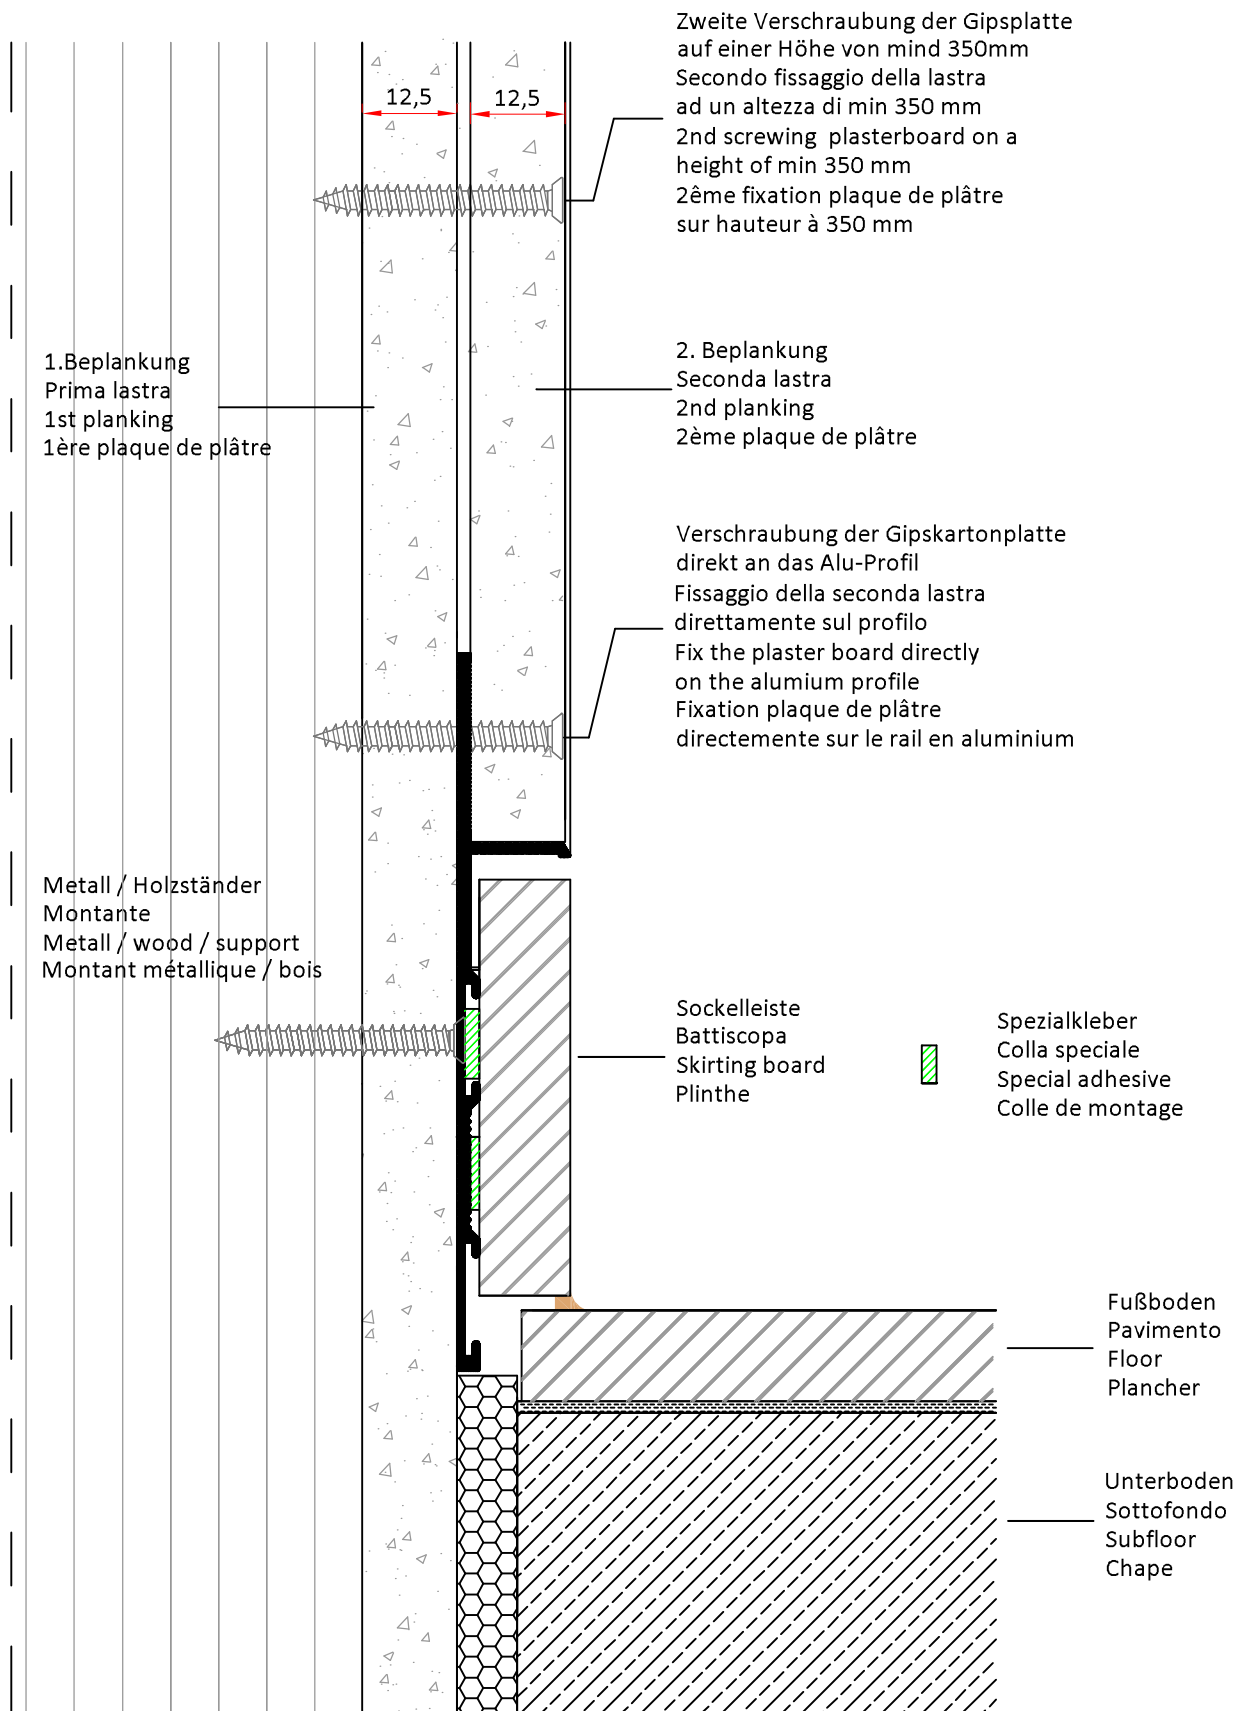 Zweite Verschraubung der Gipsplatte
auf einer Höhe von mind 350mm
Secondo fissaggio della lastra
ad un altezza di min 350 mm
2nd screwing plasterboard on a
height of min 350 mm
2ême fixation plaque de plâtre
sur hauteur à 350 mm
12,5
12,5
1.Beplankung
Prima lastra
1st planking
1ère plaque de plâtre
2. Beplankung
Seconda lastra
2nd planking
2ème plaque de plâtre
Verschraubung der Gipskartonplatte
direkt an das Alu-Profil
Fissaggio della seconda lastra
direttamente sul profilo
Fix the plaster board directly
on the alumium profile
Fixation plaque de plâtre
directemente sur le rail en aluminium
Metall / Holzständer
Montante
Metall / wood / support
Montant métallique / bois
Sockelleiste
Battiscopa
Skirting board
Plinthe
Spezialkleber
Colla speciale
Special adhesive
Colle de montage
Fußboden
Pavimento
Floor
Plancher
Unterboden
Sottofondo
Subfloor
Chape